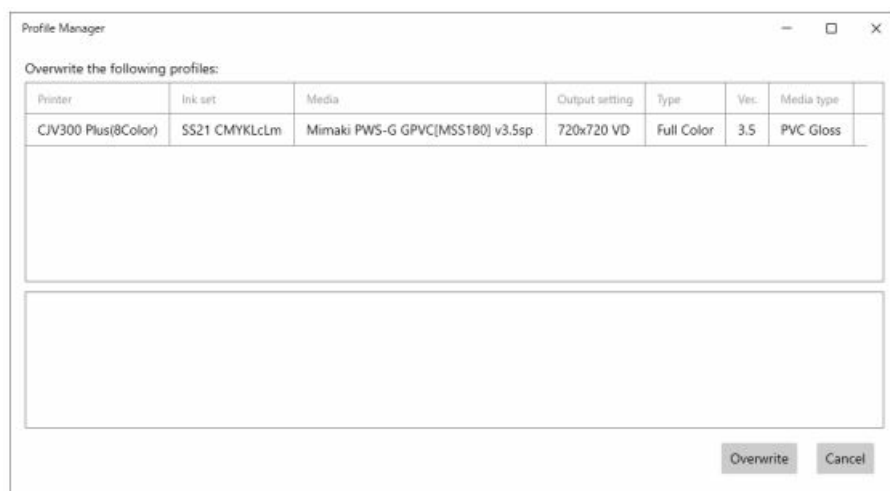 Profile Manager
Overwrite the following profiles:
Printer Ink set Media Output setting Type Ver. Media type
CJV300 Plus(8Color) SS21 CMYKLcLm Mimaki PWS-G GPVC[MSS180] v3.5sp 720x720 VD Full Color 3.5 PVC Gloss
Overwrite Cancel